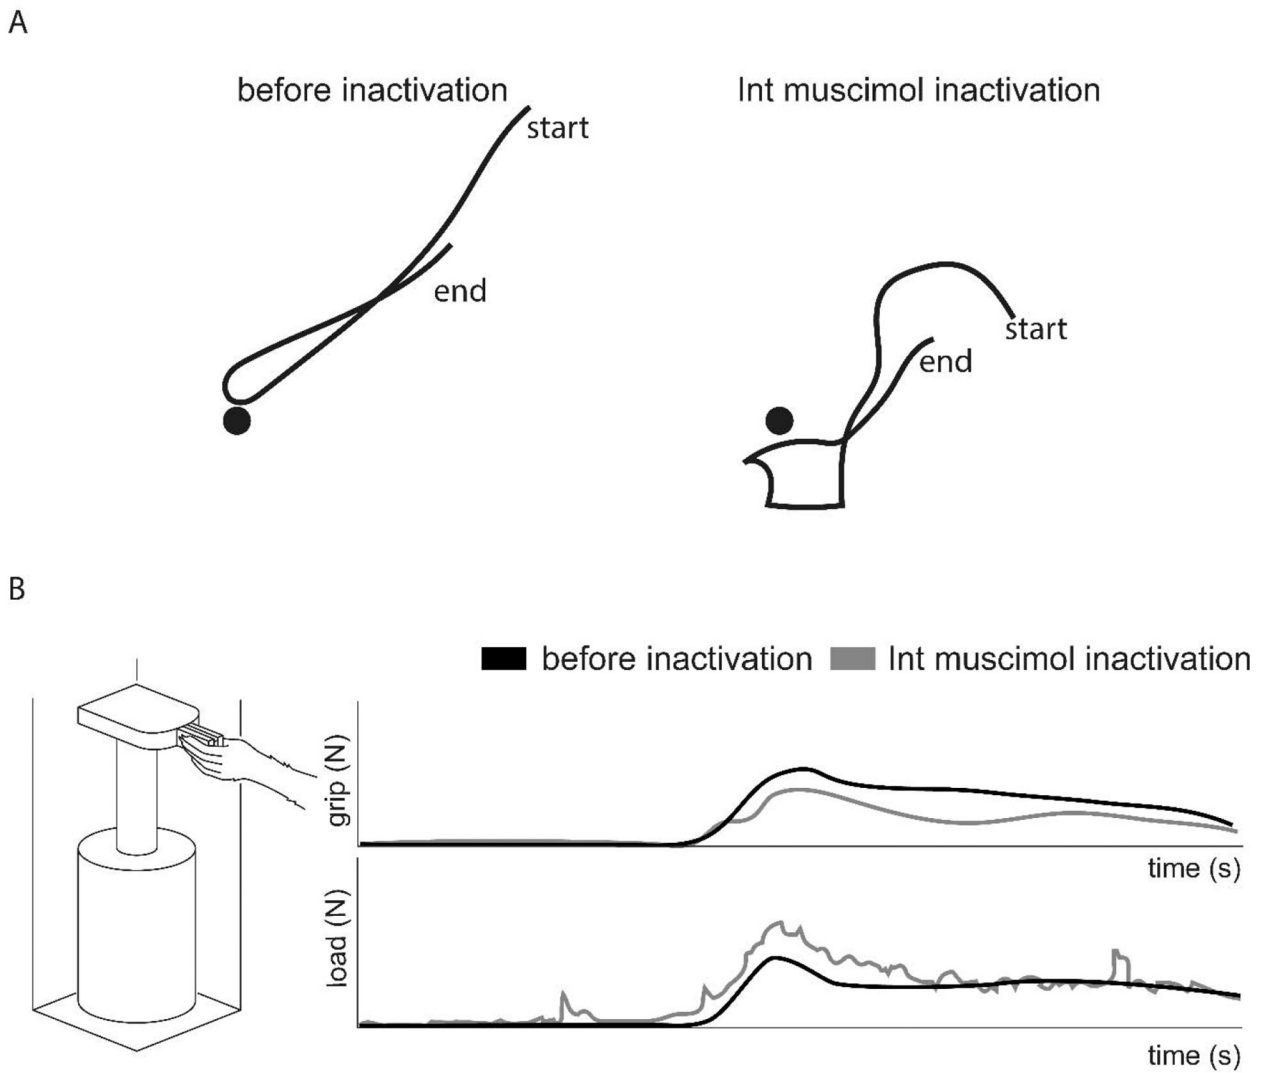 A
before inactivation
Int muscimol inactivation
start
end
start
end
B
before inactivation
Int muscimol inactivation
grip (N)
time (s)
load (N)
time (s)